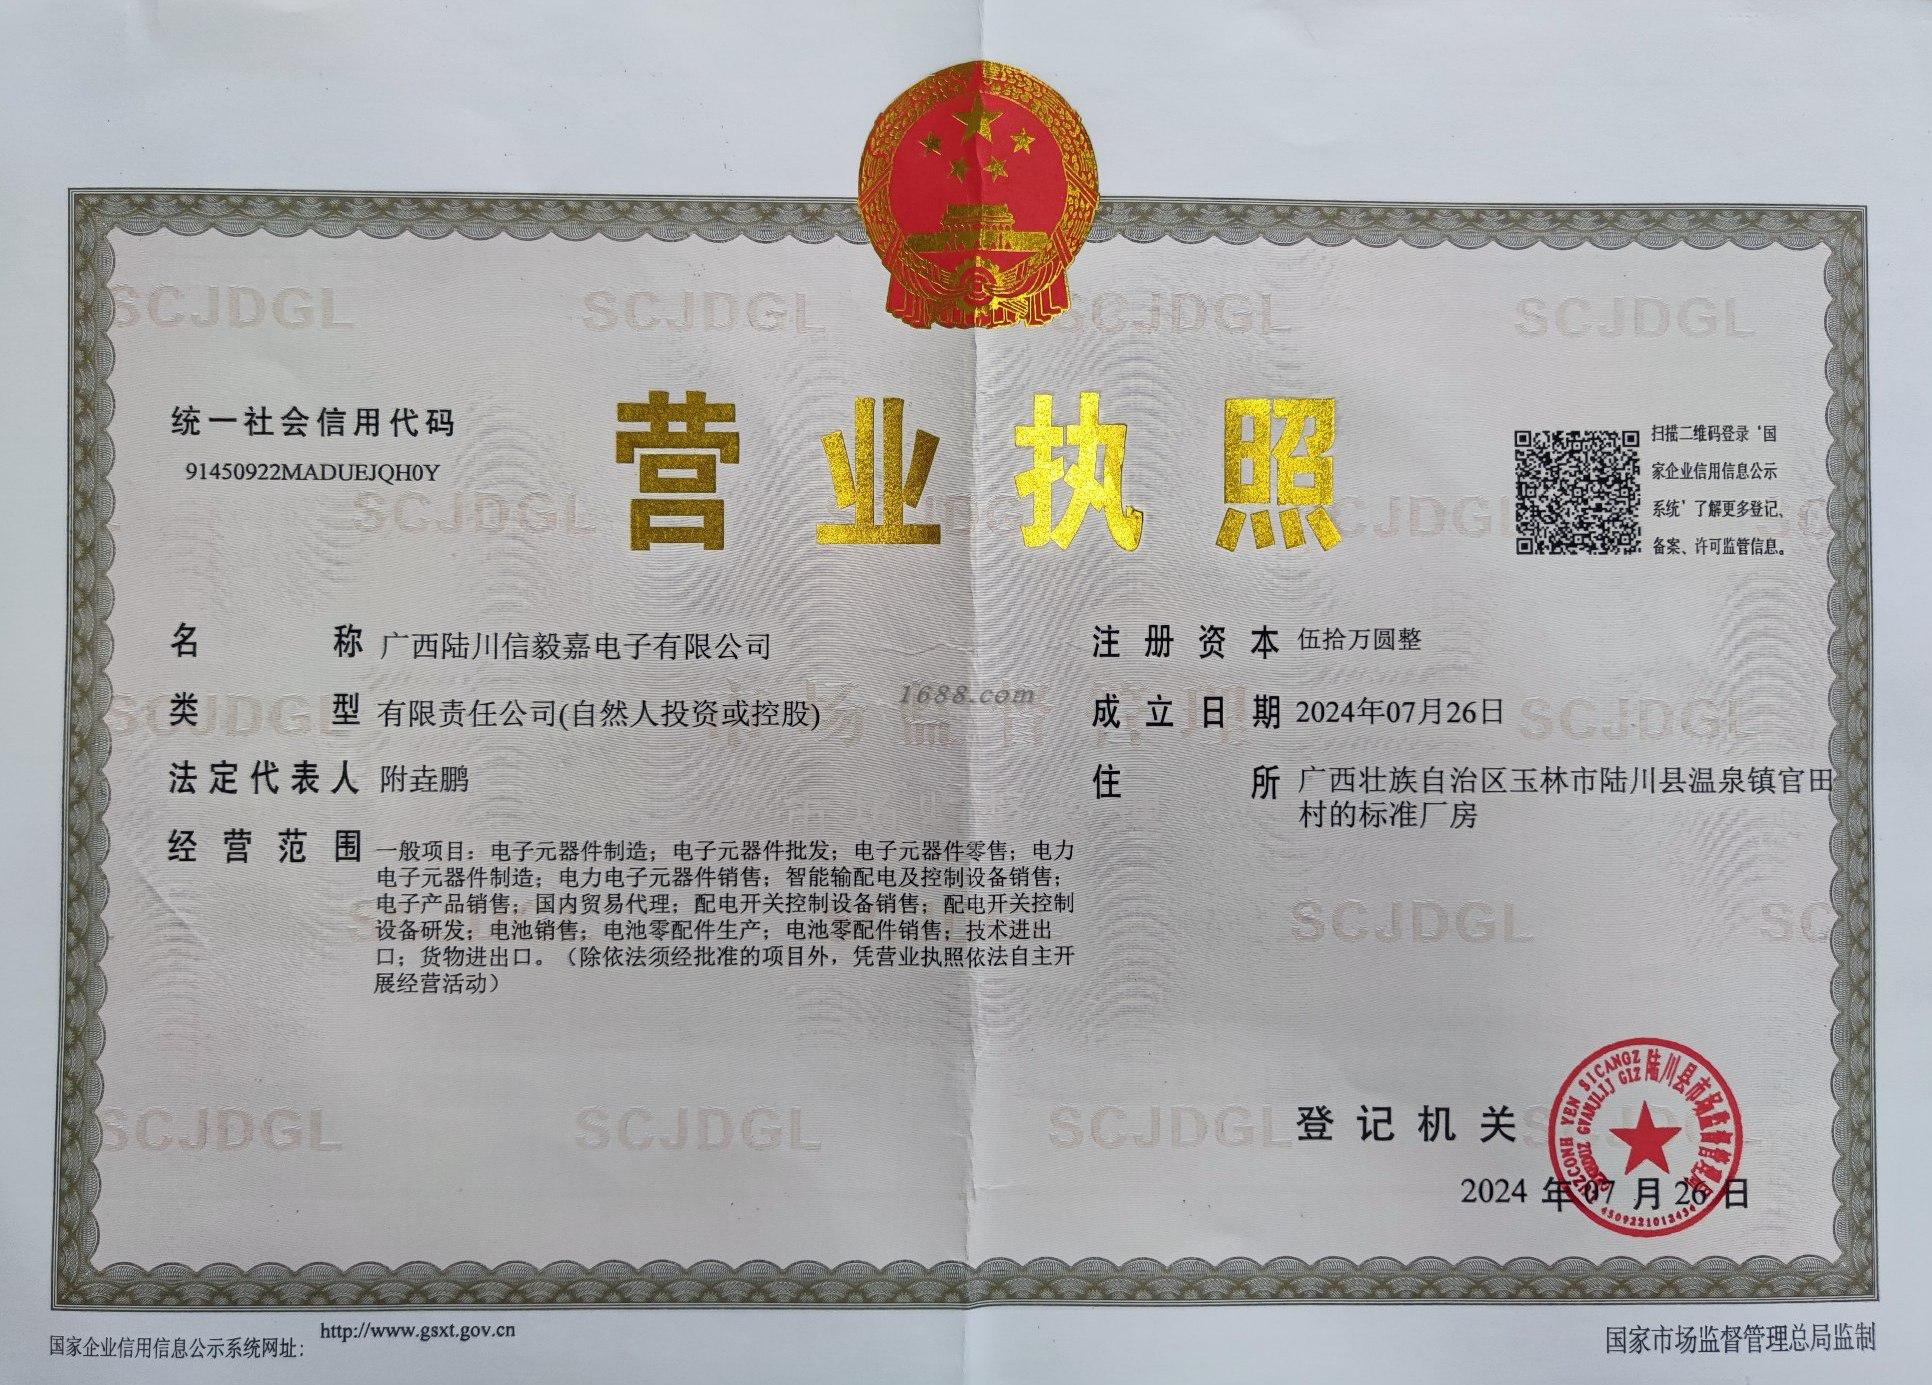 统一社会信用代码
91450922MADUEJQH0Y
营业执照
扫描二维码登录‘国
家企业信用信息公示
系统’了解更多登记、
备案、许可监管信息。
名称 广西陆川信毅嘉电子有限公司
类型 有限责任公司(自然人投资或控股)
法定代表人 附垚鹏
经营范围 一般项目：电子元器件制造；电子元器件批发；电子元器件零售；电力
电子元器件制造；电力电子元器件销售；智能输配电及控制设备销售；
电子产品销售；国内贸易代理；配电开关控制设备销售；配电开关控制
设备研发；电池销售；电池零配件生产；电池零配件销售；技术进出
口；货物进出口。（除依法须经批准的项目外，凭营业执照依法自主开
展经营活动）
注册资本 伍拾万圆整
成立日期 2024年07月26日
住所 广西壮族自治区玉林市陆川县温泉镇官田
村的标准厂房
1688.com
SCJDGL
登记机关
陆川县市场监督管理局
2024 年 07 月 26 日
国家企业信用信息公示系统网址：
http://www.gsxt.gov.cn
国家市场监督管理总局监制